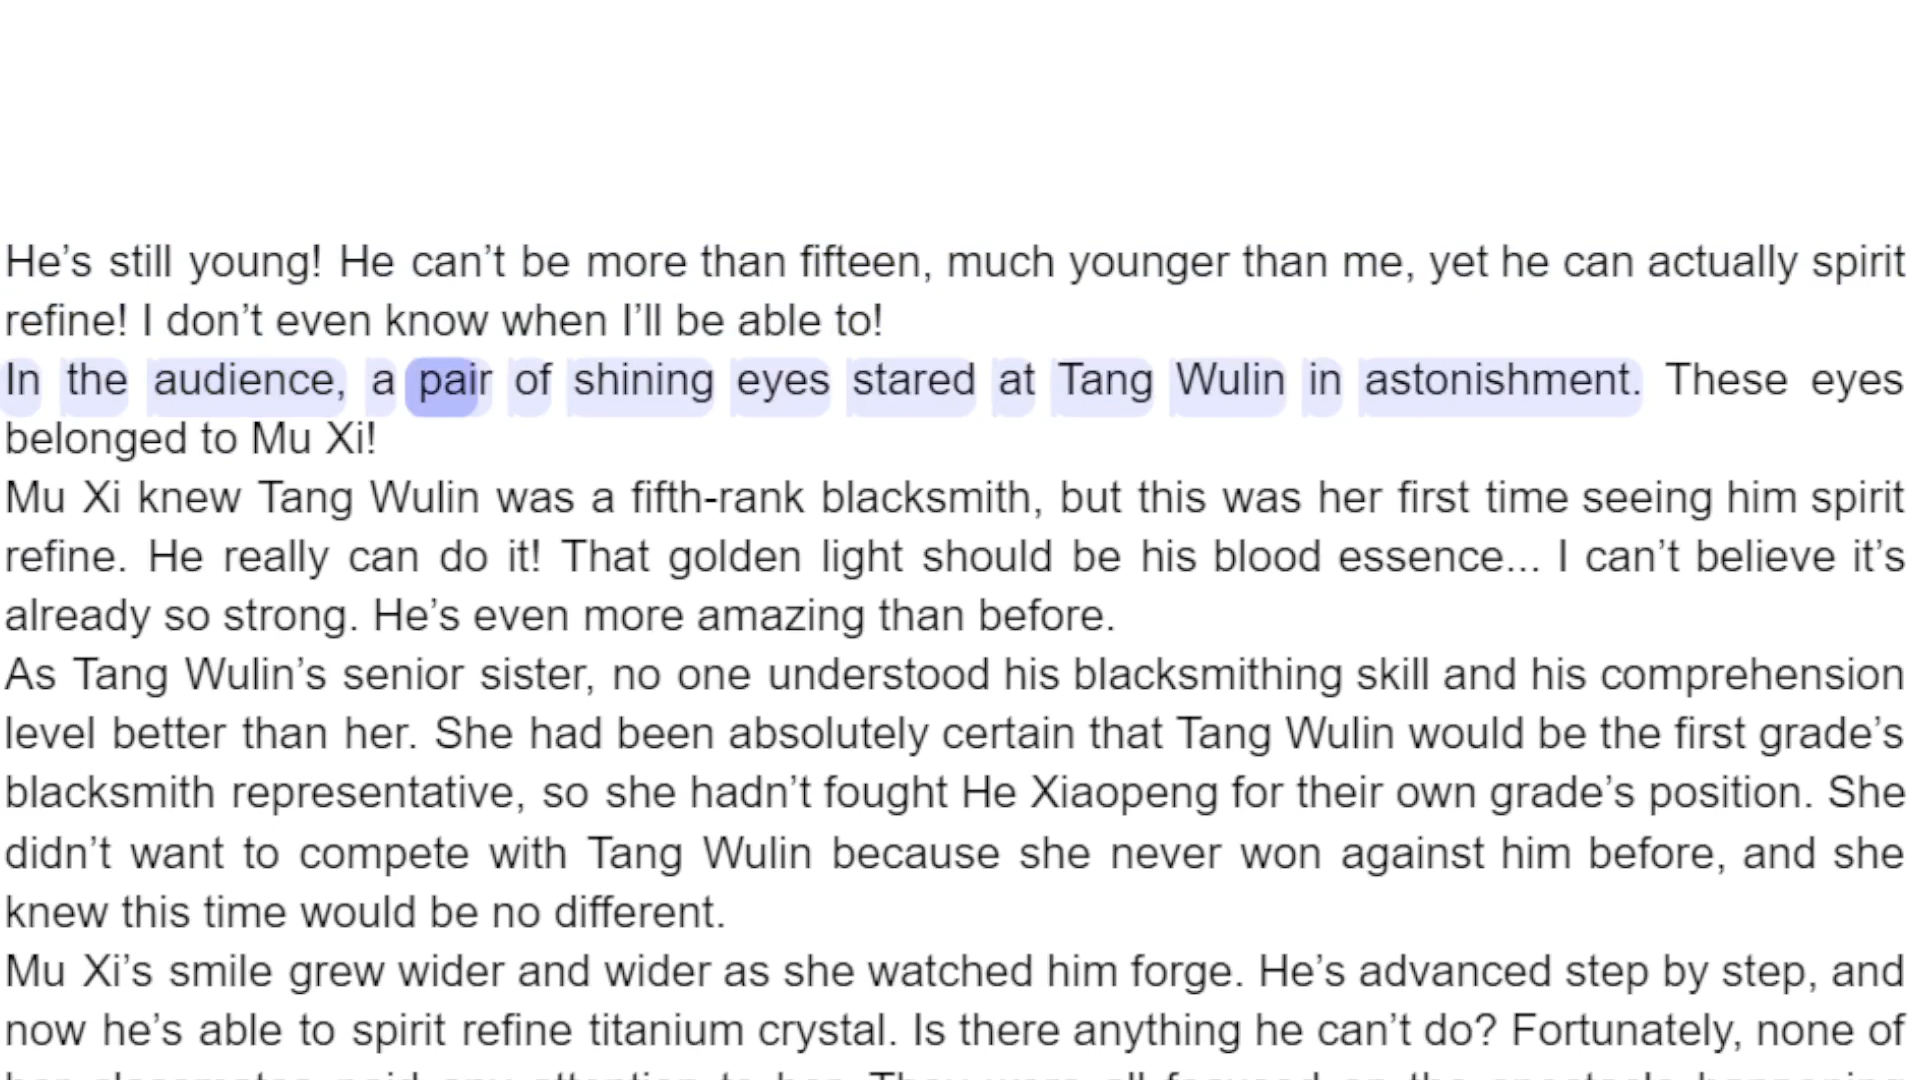 He’s still young! He can’t be more than fifteen, much younger than me, yet he can actually spirit
refine! I don’t even know when I’ll be able to!
In the audience, a pair of shining eyes stared at Tang Wulin in astonishment. These eyes
belonged to Mu Xi!
Mu Xi knew Tang Wulin was a fifth-rank blacksmith, but this was her first time seeing him spirit
refine. He really can do it! That golden light should be his blood essence... I can’t believe it’s
already so strong. He’s even more amazing than before.
As Tang Wulin’s senior sister, no one understood his blacksmithing skill and his comprehension
level better than her. She had been absolutely certain that Tang Wulin would be the first grade’s
blacksmith representative, so she hadn’t fought He Xiaopeng for their own grade’s position. She
didn’t want to compete with Tang Wulin because she never won against him before, and she
knew this time would be no different.
Mu Xi’s smile grew wider and wider as she watched him forge. He’s advanced step by step, and
now he’s able to spirit refine titanium crystal. Is there anything he can’t do? Fortunately, none of